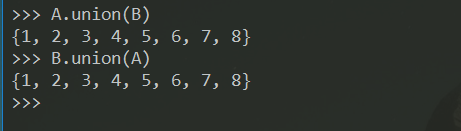 >>> A.union(B)
{1, 2, 3, 4, 5, 6, 7, 8}
>>> B.union(A)
{1, 2, 3, 4, 5, 6, 7, 8}
>>>